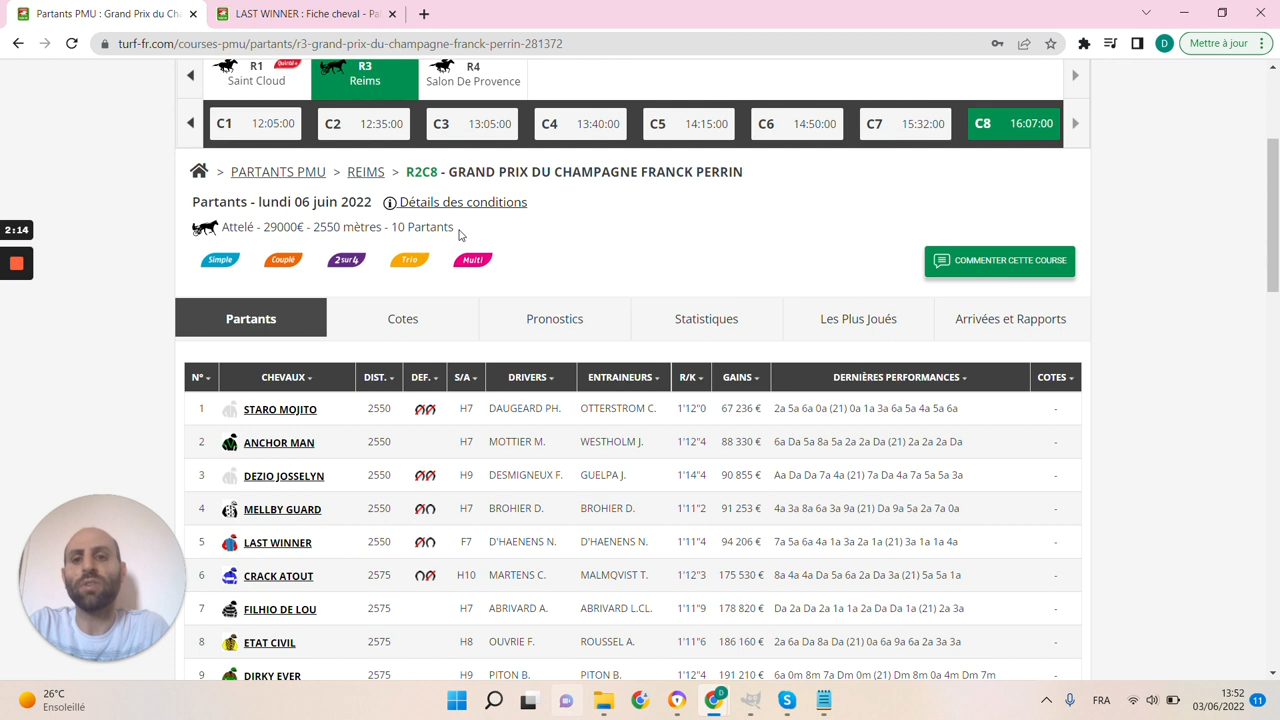 Partants PMU : Grand Prix du Ch
LAST WINNER : Fiche cheval - Pa
turf-fr.com/courses-pmu/partants/r3-grand-prix-du-champagne-franck-perrin-281372
D
Mettre à jour
R1 Quinté+
Saint Cloud
R3
Reims
R4
Salon De Provence
C1 12:05:00
C2 12:35:00
C3 13:05:00
C4 13:40:00
C5 14:15:00
C6 14:50:00
C7 15:32:00
C8 16:07:00
> PARTANTS PMU > REIMS > R2C8 - GRAND PRIX DU CHAMPAGNE FRANCK PERRIN
Partants - lundi 06 juin 2022 Détails des conditions
2:14
Attelé - 29000€ - 2550 mètres - 10 Partants
Simple Couplé 2sur4 Trio Multi
COMMENTER CETTE COURSE
Partants Cotes Pronostics Statistiques Les Plus Joués Arrivées et Rapports
N° CHEVAUX DIST. DEF. S/A DRIVERS ENTRAINEURS R/K GAINS DERNIÈRES PERFORMANCES COTES
1 STARO MOJITO 2550 H7 DAUGEARD PH. OTTERSTROM C. 1'12"0 67 236 € 2a 5a 6a 0a (21) 0a 1a 3a 6a 5a 4a 5a 6a -
2 ANCHOR MAN 2550 H7 MOTTIER M. WESTHOLM J. 1'12"4 88 330 € 6a Da 5a 8a 5a 2a 2a Da (21) 2a 2a 2a Da -
3 DEZIO JOSSELYN 2550 H9 DESMIGNEUX F. GUELPA J. 1'14"4 90 855 € Aa Da Da 7a 4a (21) 7a Da 4a 7a 5a 5a 3a -
4 MELLBY GUARD 2550 H7 BROHIER D. BROHIER D. 1'11"2 91 253 € 4a 3a 8a 6a 3a 9a (21) Da 9a 5a 2a 7a 0a -
5 LAST WINNER 2550 F7 D'HAENENS N. D'HAENENS N. 1'11"4 94 206 € 7a 5a 6a 4a 1a 3a 2a 1a (21) 3a 1a 1a 4a -
6 CRACK ATOUT 2575 H10 MARTENS C. MALMQVIST T. 1'12"3 175 530 € 8a 4a 4a Da 5a 6a 2a Da 3a (21) 5a 5a 1a -
7 FILHIO DE LOU 2575 H7 ABRIVARD A. ABRIVARD L.CL. 1'11"9 178 820 € Da 2a Da 2a 1a 1a 2a Da Da 1a (21) 2a 3a -
8 ETAT CIVIL 2575 H8 OUVRIE F. ROUSSEL A. 1'11"6 186 160 € 2a 6a Da 8a Da (21) 0a 6a 9a 6a 2a 3a 3a -
9 DIRKY EVER 2575 H9 PITON B. PITON B. 1'12"4 191 210 € 6a 0m 8m 7a Dm 0m (21) Dm 8m 0a 4m Dm 7m -
26°C
Ensoleillé
FRA
13:52
03/06/2022
11